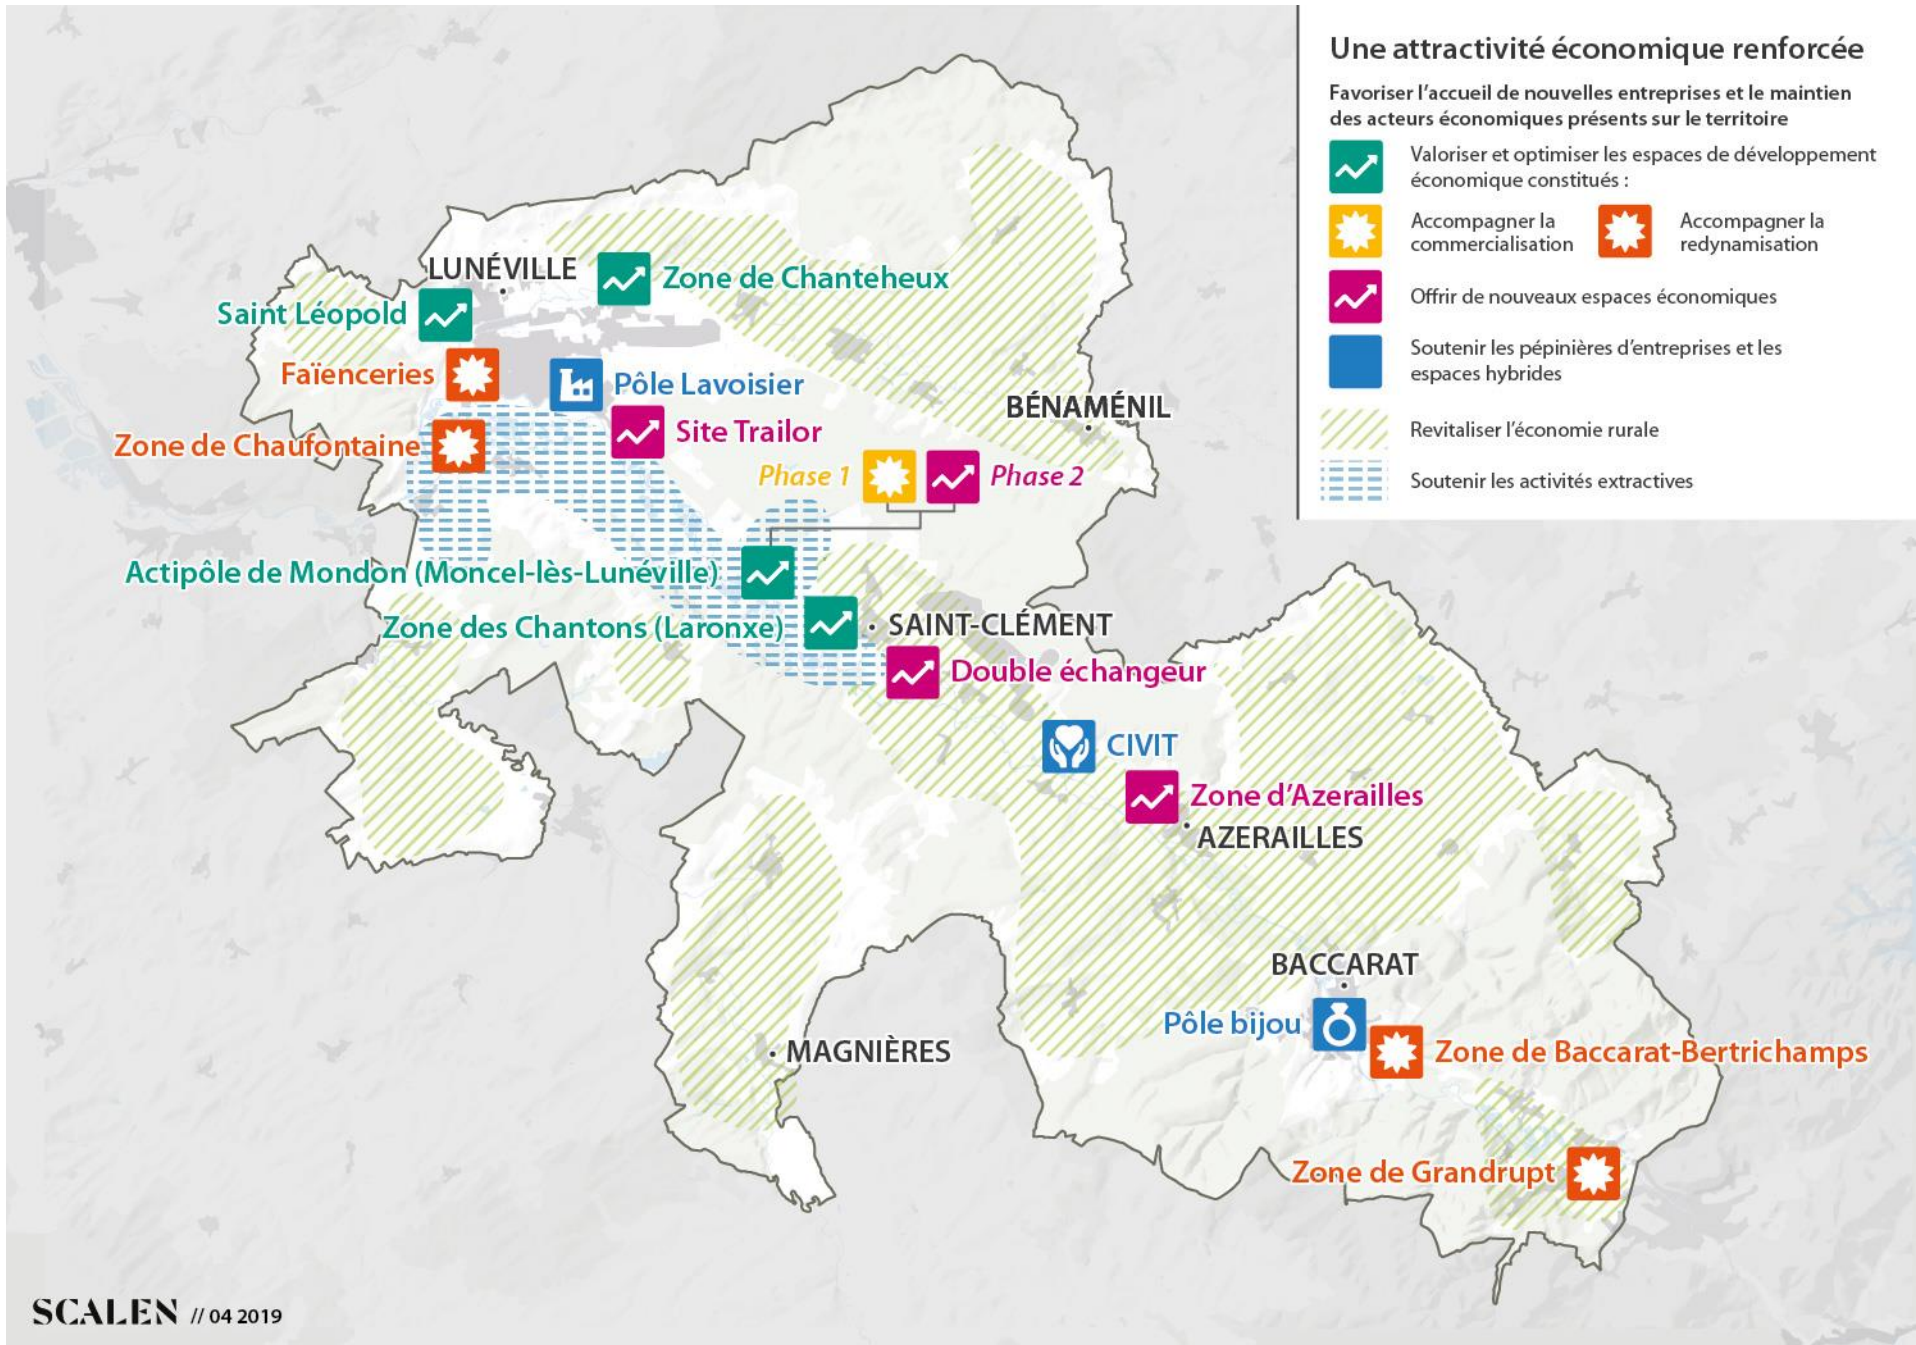 Une attractivité économique renforcée
Favoriser l'accueil de nouvelles entreprises et le maintien
des acteurs économiques présents sur le territoire
Valoriser et optimiser les espaces de développement
économique constitués :
Accompagner la
commercialisation
Accompagner la
redynamisation
Offrir de nouveaux espaces économiques
Soutenir les pépinières d'entreprises et les
espaces hybrides
Revitaliser l'économie rurale
Soutenir les activités extractives
LUNÉVILLE
Zone de Chanteheux
Saint Léopold
Faïenceries
Pôle Lavoisier
BÉNAMÉNIL
Site Trailor
Zone de Chaufontaine
Phase 1
Phase 2
Actipôle de Mondon (Moncel-lès-Lunéville)
Zone des Chantons (Laronxe)
SAINT-CLÉMENT
Double échangeur
CIVIT
Zone d'Azerailles
AZERAILLES
BACCARAT
Pôle bijou
MAGNIÈRES
Zone de Baccarat-Bertrichamps
Zone de Grandrupt
SCALEN // 04 2019